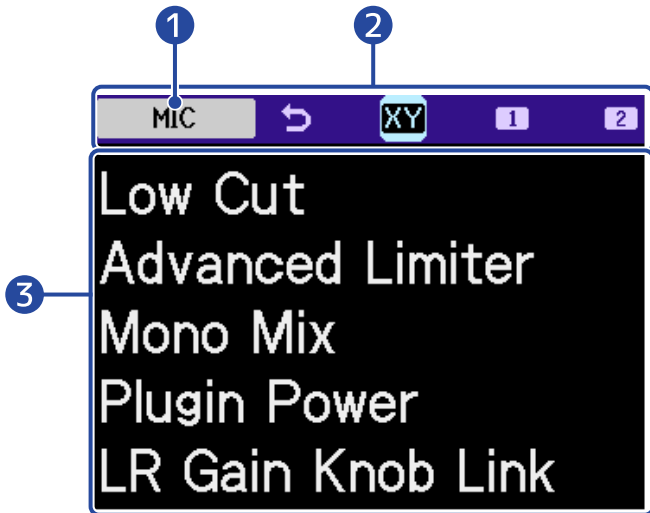 1 2
MIC XY 1 2
3
Low Cut
Advanced Limiter
Mono Mix
Plugin Power
LR Gain Knob Link